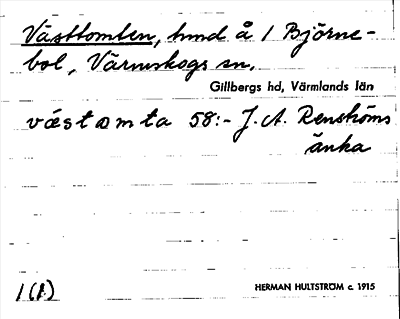 Västtomten, hmd å 1 Björne-
bol, Värmskogs sn.
Gillbergs hd, Värmlands län
västomta 58:- J. A. Renströms
änka
1 (1)
HERMAN HULTSTRÖM c. 1915